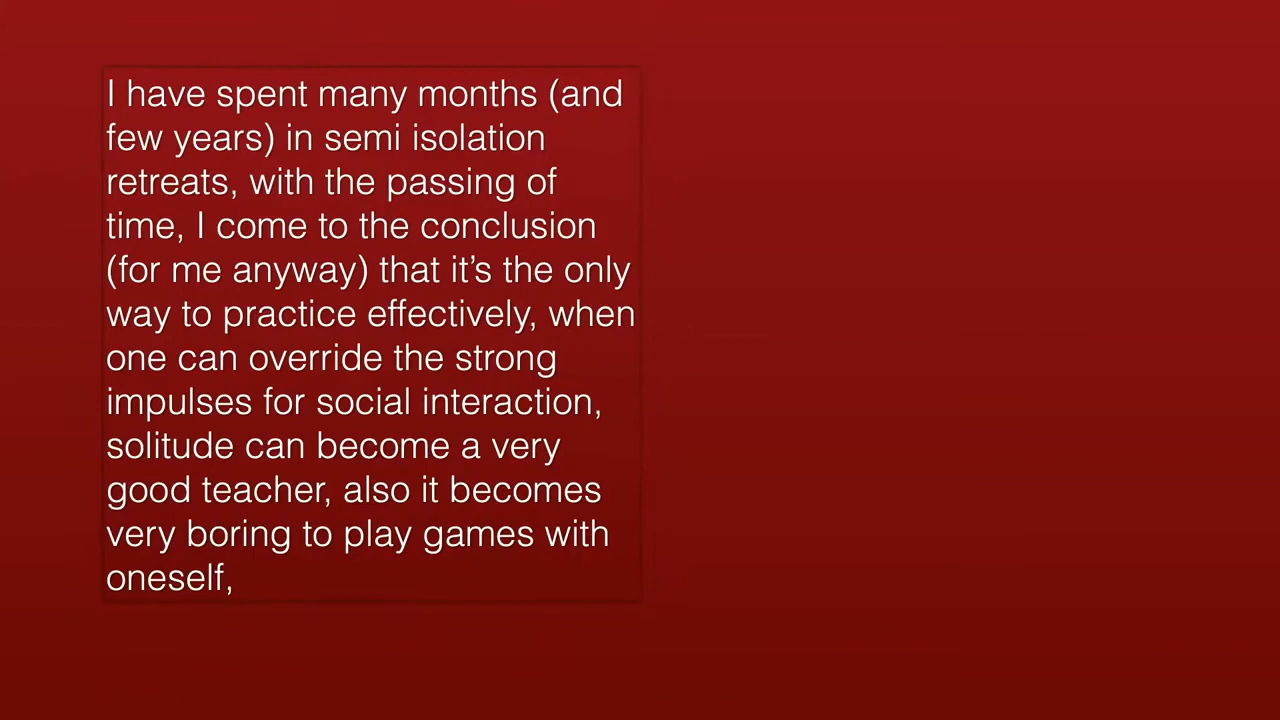 I have spent many months (and
few years) in semi isolation
retreats, with the passing of
time, I come to the conclusion
(for me anyway) that it’s the only
way to practice effectively, when
one can override the strong
impulses for social interaction,
solitude can become a very
good teacher, also it becomes
very boring to play games with
oneself,